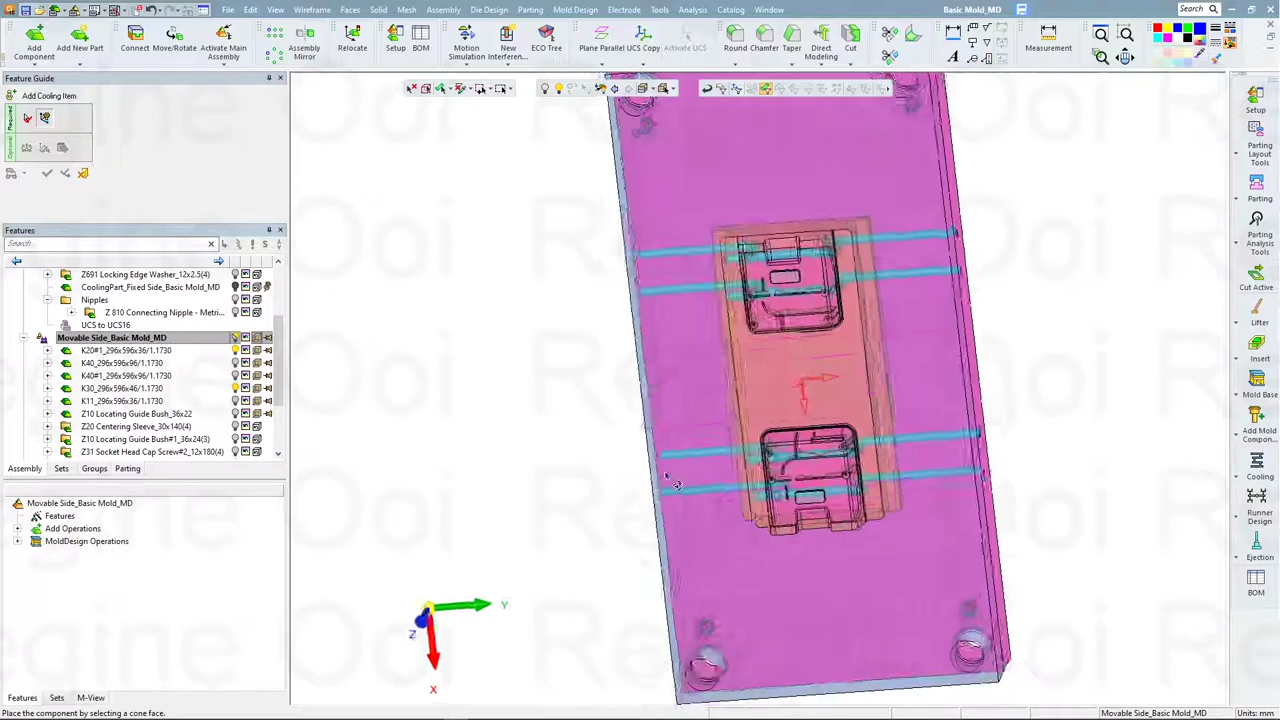 File Edit View Wireframe Faces Solid Mesh Assembly Die Design Parting Mold Design Electrode Tools Analysis Catalog Window
Basic Mold_MD
Search
Add Component
Add New Part
Connect
Move/Rotate
Activate Main Assembly
Assembly Mirror
Relocate
Setup
BOM
Motion Simulation
New Interferen...
ECO Tree
Plane Parallel
UCS Copy
Activate UCS
Round
Chamfer
Taper
Direct Modeling
Cut
Measurement
Feature Guide
Add Cooling Item
Required
Optional
Features
Search...
S
Z691 Locking Edge Washer_12x2.5(4)
CoolingPart_Fixed Side_Basic Mold_MD
Nipples
Z 810 Connecting Nipple - Metri...
UCS to UCS16
Movable Side_Basic Mold_MD
K20#1_296x596x36/1.1730
K40_296x596x96/1.1730
K40#1_296x596x96/1.1730
K30_296x596x46/1.1730
K11_296x596x36/1.1730
Z10 Locating Guide Bush_36x22
Z20 Centering Sleeve_30x140(4)
Z10 Locating Guide Bush#1_36x24(3)
Z31 Socket Head Cap Screw#2_12x180(4)
Assembly Sets Groups Parting
Movable Side_Basic Mold_MD
Features
Add Operations
MoldDesign Operations
Features Sets M-View
Y
Z
X
Setup
Parting Layout Tools
Parting
Parting Analysis Tools
Cut Active
Lifter
Insert
Mold Base
Add Mold Compon...
Cooling
Runner Design
Ejection
BOM
Place the component by selecting a cone face.
Movable Side_Basic Mold_MD
Units: mm